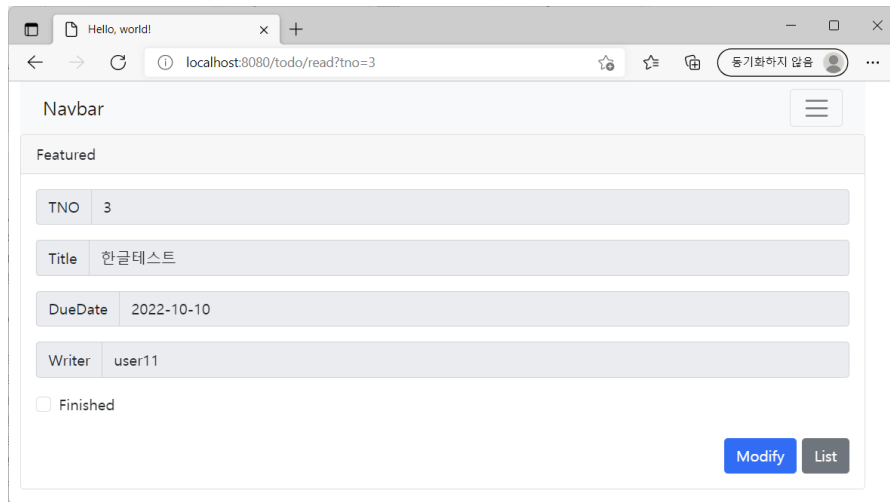 Hello, world!
localhost:8080/todo/read?tno=3
동기화하지 않음
Navbar
Featured
TNO 3
Title 한글테스트
DueDate 2022-10-10
Writer user11
Finished
Modify List